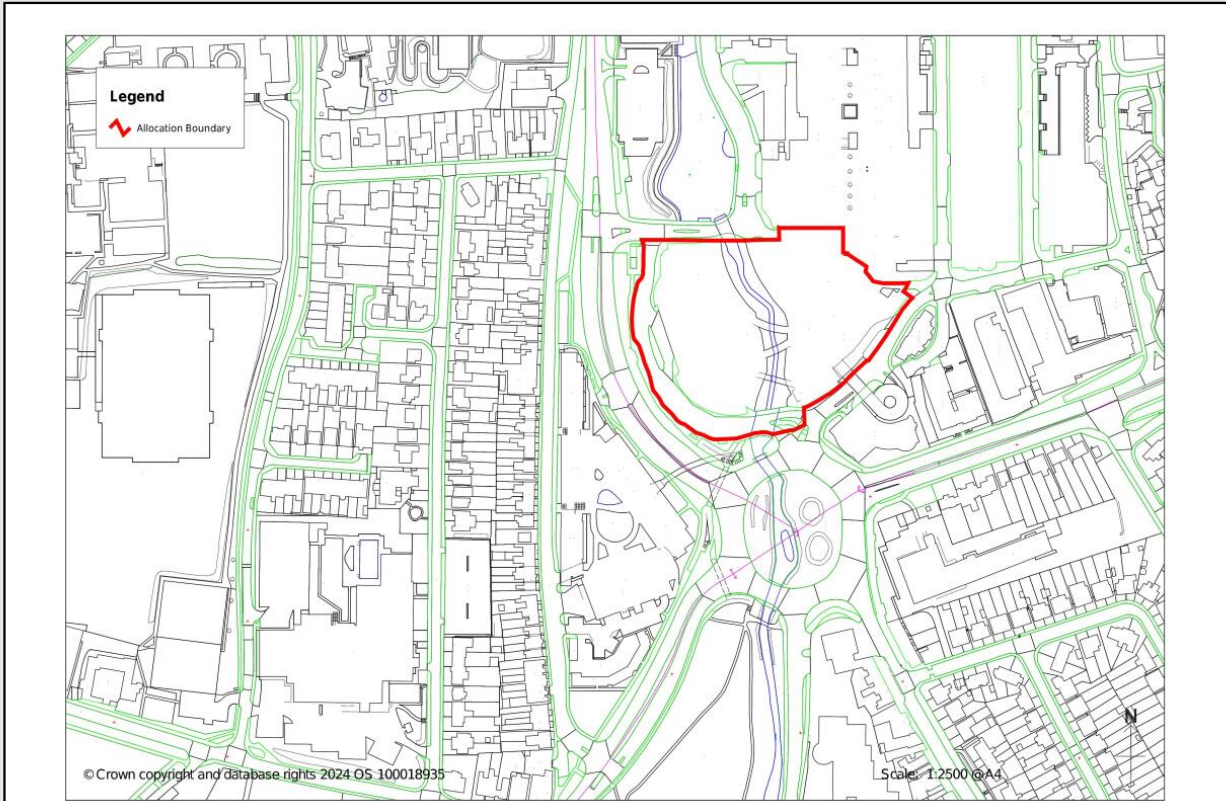 Legend
Allocation Boundary
N
© Crown copyright and database rights 2024 OS 100018935
Scale: 1:2500 @A4